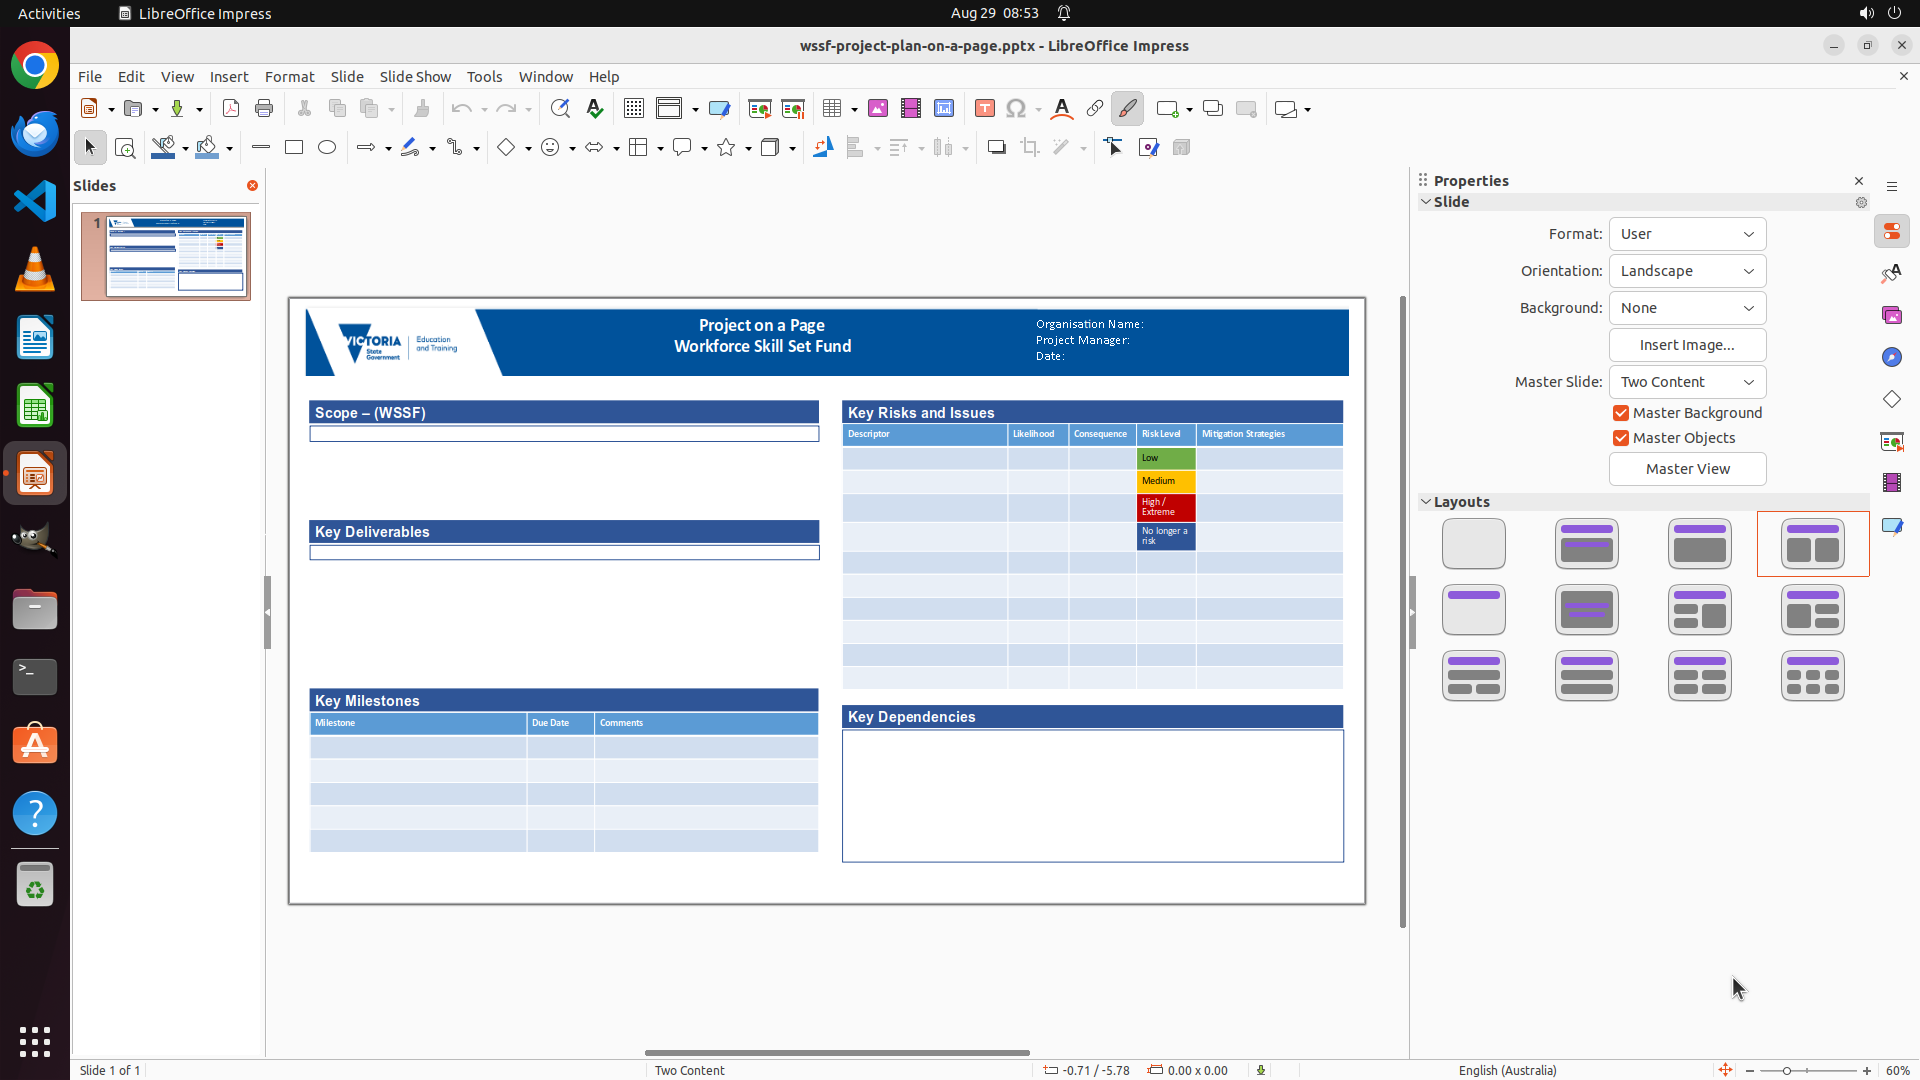 Activities
LibreOffice Impress
Aug 29 08:53
wssf-project-plan-on-a-page.pptx - LibreOffice Impress
File Edit View Insert Format Slide Slide Show Tools Window Help
Slides
1
Properties
Slide
Format: User
Orientation: Landscape
Background: None
Insert Image...
Master Slide: Two Content
Master Background
Master Objects
Master View
Layouts
VICTORIA
State
Government
Education
and Training
Project on a Page
Workforce Skill Set Fund
Organisation Name:
Project Manager:
Date:
Scope – (WSSF)
Key Deliverables
Key Milestones
Milestone Due Date Comments
Key Risks and Issues
Descriptor Likelihood Consequence Risk Level Mitigation Strategies
Low
Medium
High /
Extreme
No longer a
risk
Key Dependencies
Slide 1 of 1
Two Content
-0.71 / -5.78
0.00 x 0.00
English (Australia)
60%